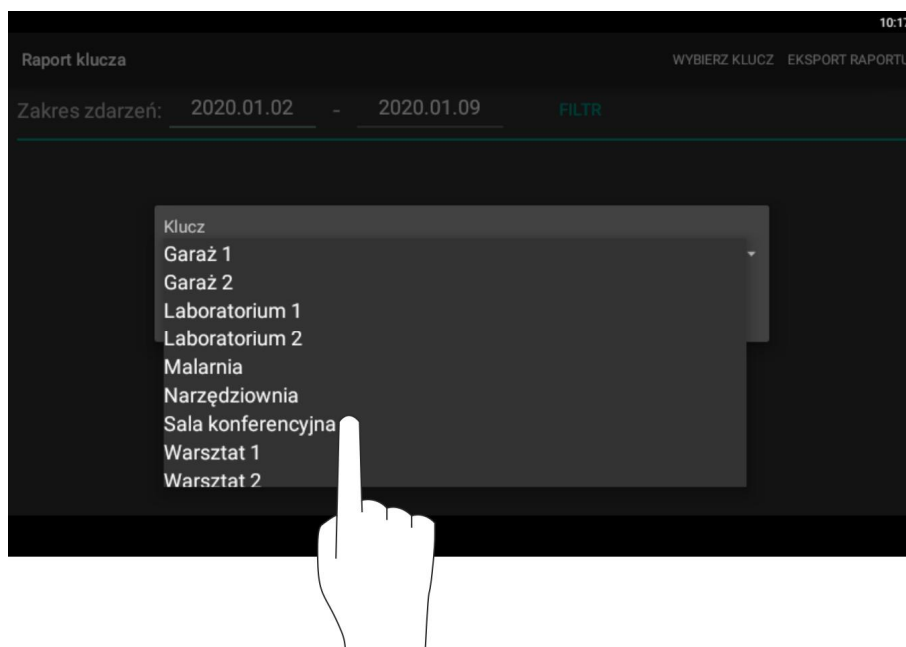 10:17
Raport klucza WYBIERZ KLUCZ EKSPORT RAPORTU
Zakres zdarzeń: 2020.01.02 - 2020.01.09 FILTR
Klucz
Garaż 1
Garaż 2
Laboratorium 1
Laboratorium 2
Malarnia
Narzędziownia
Sala konferencyjna
Warsztat 1
Warsztat 2